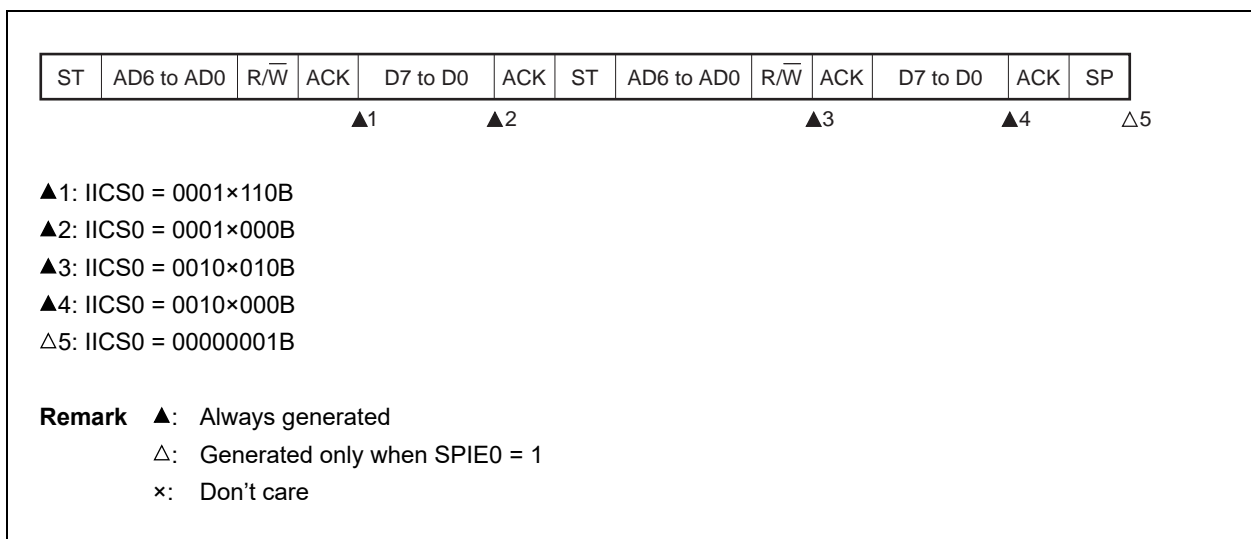 ST AD6 to AD0 R/W̅ ACK D7 to D0 ACK ST AD6 to AD0 R/W̅ ACK D7 to D0 ACK SP
▲1 ▲2 ▲3 ▲4 △5
▲1: IICS0 = 0001×110B
▲2: IICS0 = 0001×000B
▲3: IICS0 = 0010×010B
▲4: IICS0 = 0010×000B
△5: IICS0 = 00000001B
Remark ▲: Always generated
△: Generated only when SPIE0 = 1
×: Don't care